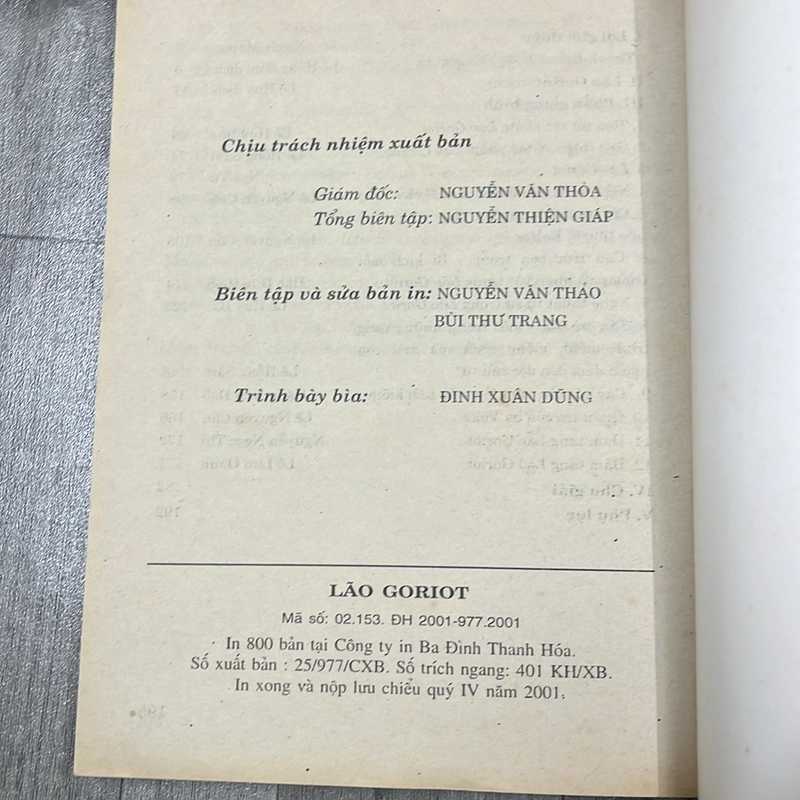 Chịu trách nhiệm xuất bản
Giám đốc: NGUYỄN VĂN THỎA
Tổng biên tập: NGUYỄN THIỆN GIÁP
Biên tập và sửa bản in: NGUYỄN VĂN THẢO
BÙI THƯ TRANG
Trình bày bìa: ĐINH XUÂN DŨNG
LÃO GORIOT
Mã số: 02.153. ĐH 2001-977.2001
In 800 bản tại Công ty in Ba Đình Thanh Hóa.
Số xuất bản : 25/977/CXB. Số trích ngang: 401 KH/XB.
In xong và nộp lưu chiểu quý IV năm 2001.